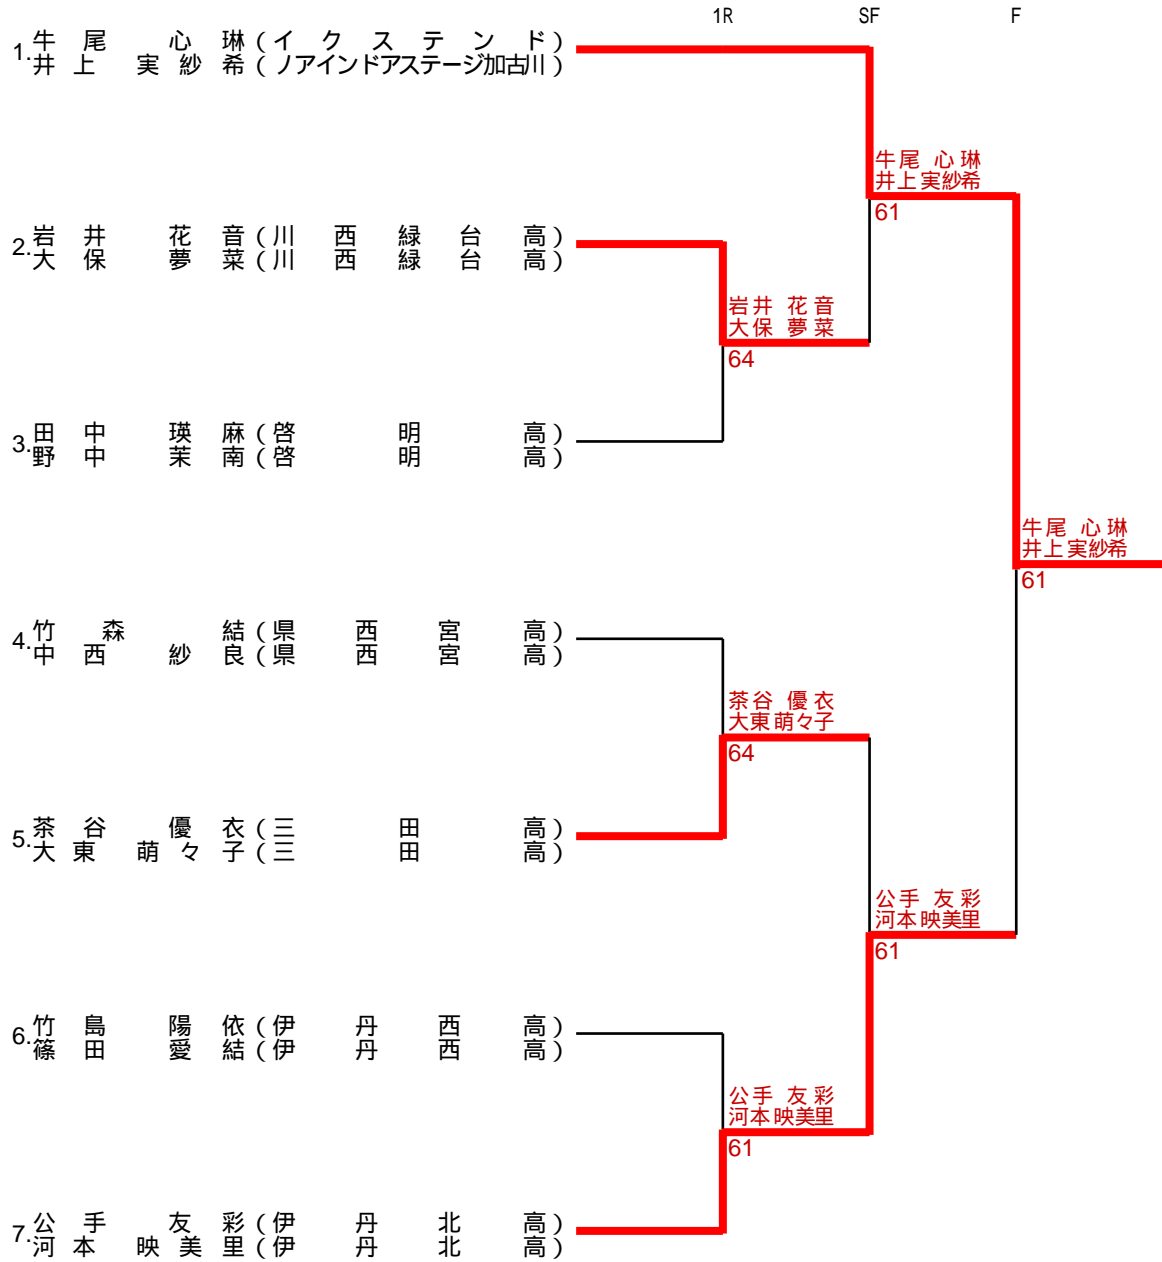 1R SF F
1. 牛尾 心琳 (イクステンド)
井上 実紗希 (ノアインドアステージ加古川)
牛尾 心琳
井上 実紗希
61
2. 岩井 花音 (川西緑台高)
大保 夢菜 (川西緑台高)
岩井 花音
大保 夢菜
64
3. 田中 瑛麻 (啓明高)
野中 茉南 (啓明高)
牛尾 心琳
井上 実紗希
61
4. 竹森 結 (県西宮高)
中西 紗良 (県西宮高)
茶谷 優衣
大東 萌々子
64
5. 茶谷 優衣 (三田高)
大東 萌々子 (三田高)
公手 友彩
河本 映美里
61
6. 竹島 陽依 (伊丹西高)
篠田 愛結 (伊丹西高)
公手 友彩
河本 映美里
61
7. 公手 友彩 (伊丹北高)
河本 映美里 (伊丹北高)